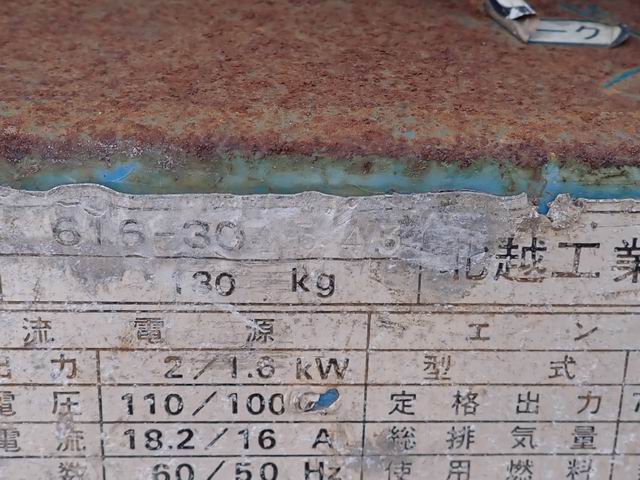 ーク
616-30 643
130 kg 北越工業
流電源 エン
出力 2/1.6 kW 型式
電圧 110/100 定格出力
電流 18.2/16 A 総排気量
数 60/50 Hz 使用燃料